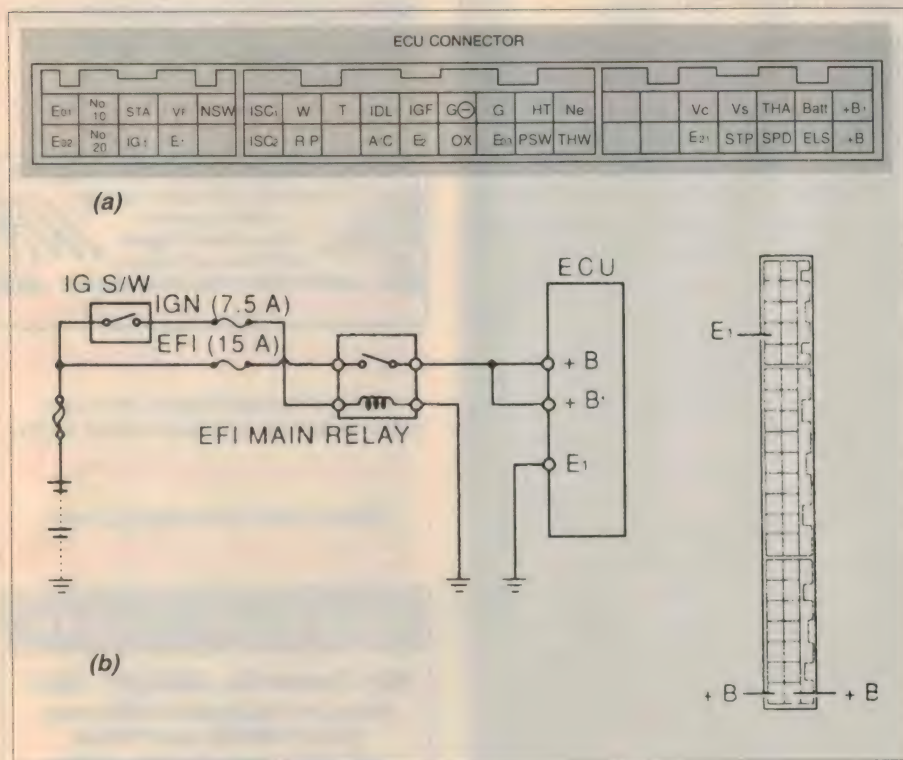 ECU CONNECTOR
E01 No 10 STA VF NSW ISC1 W T IDL IGF G⊖ G HT Ne Vc Vs THA Batt +B1
E02 No 20 IG1 E1 ISC2 R P A/C E2 OX E03 PSW THW E21 STP SPD ELS +B
(a)
IG S/W
IGN (7.5 A)
EFI (15 A)
EFI MAIN RELAY
ECU
+ B
+ B1
E1
E1
+ B
+ B
(b)